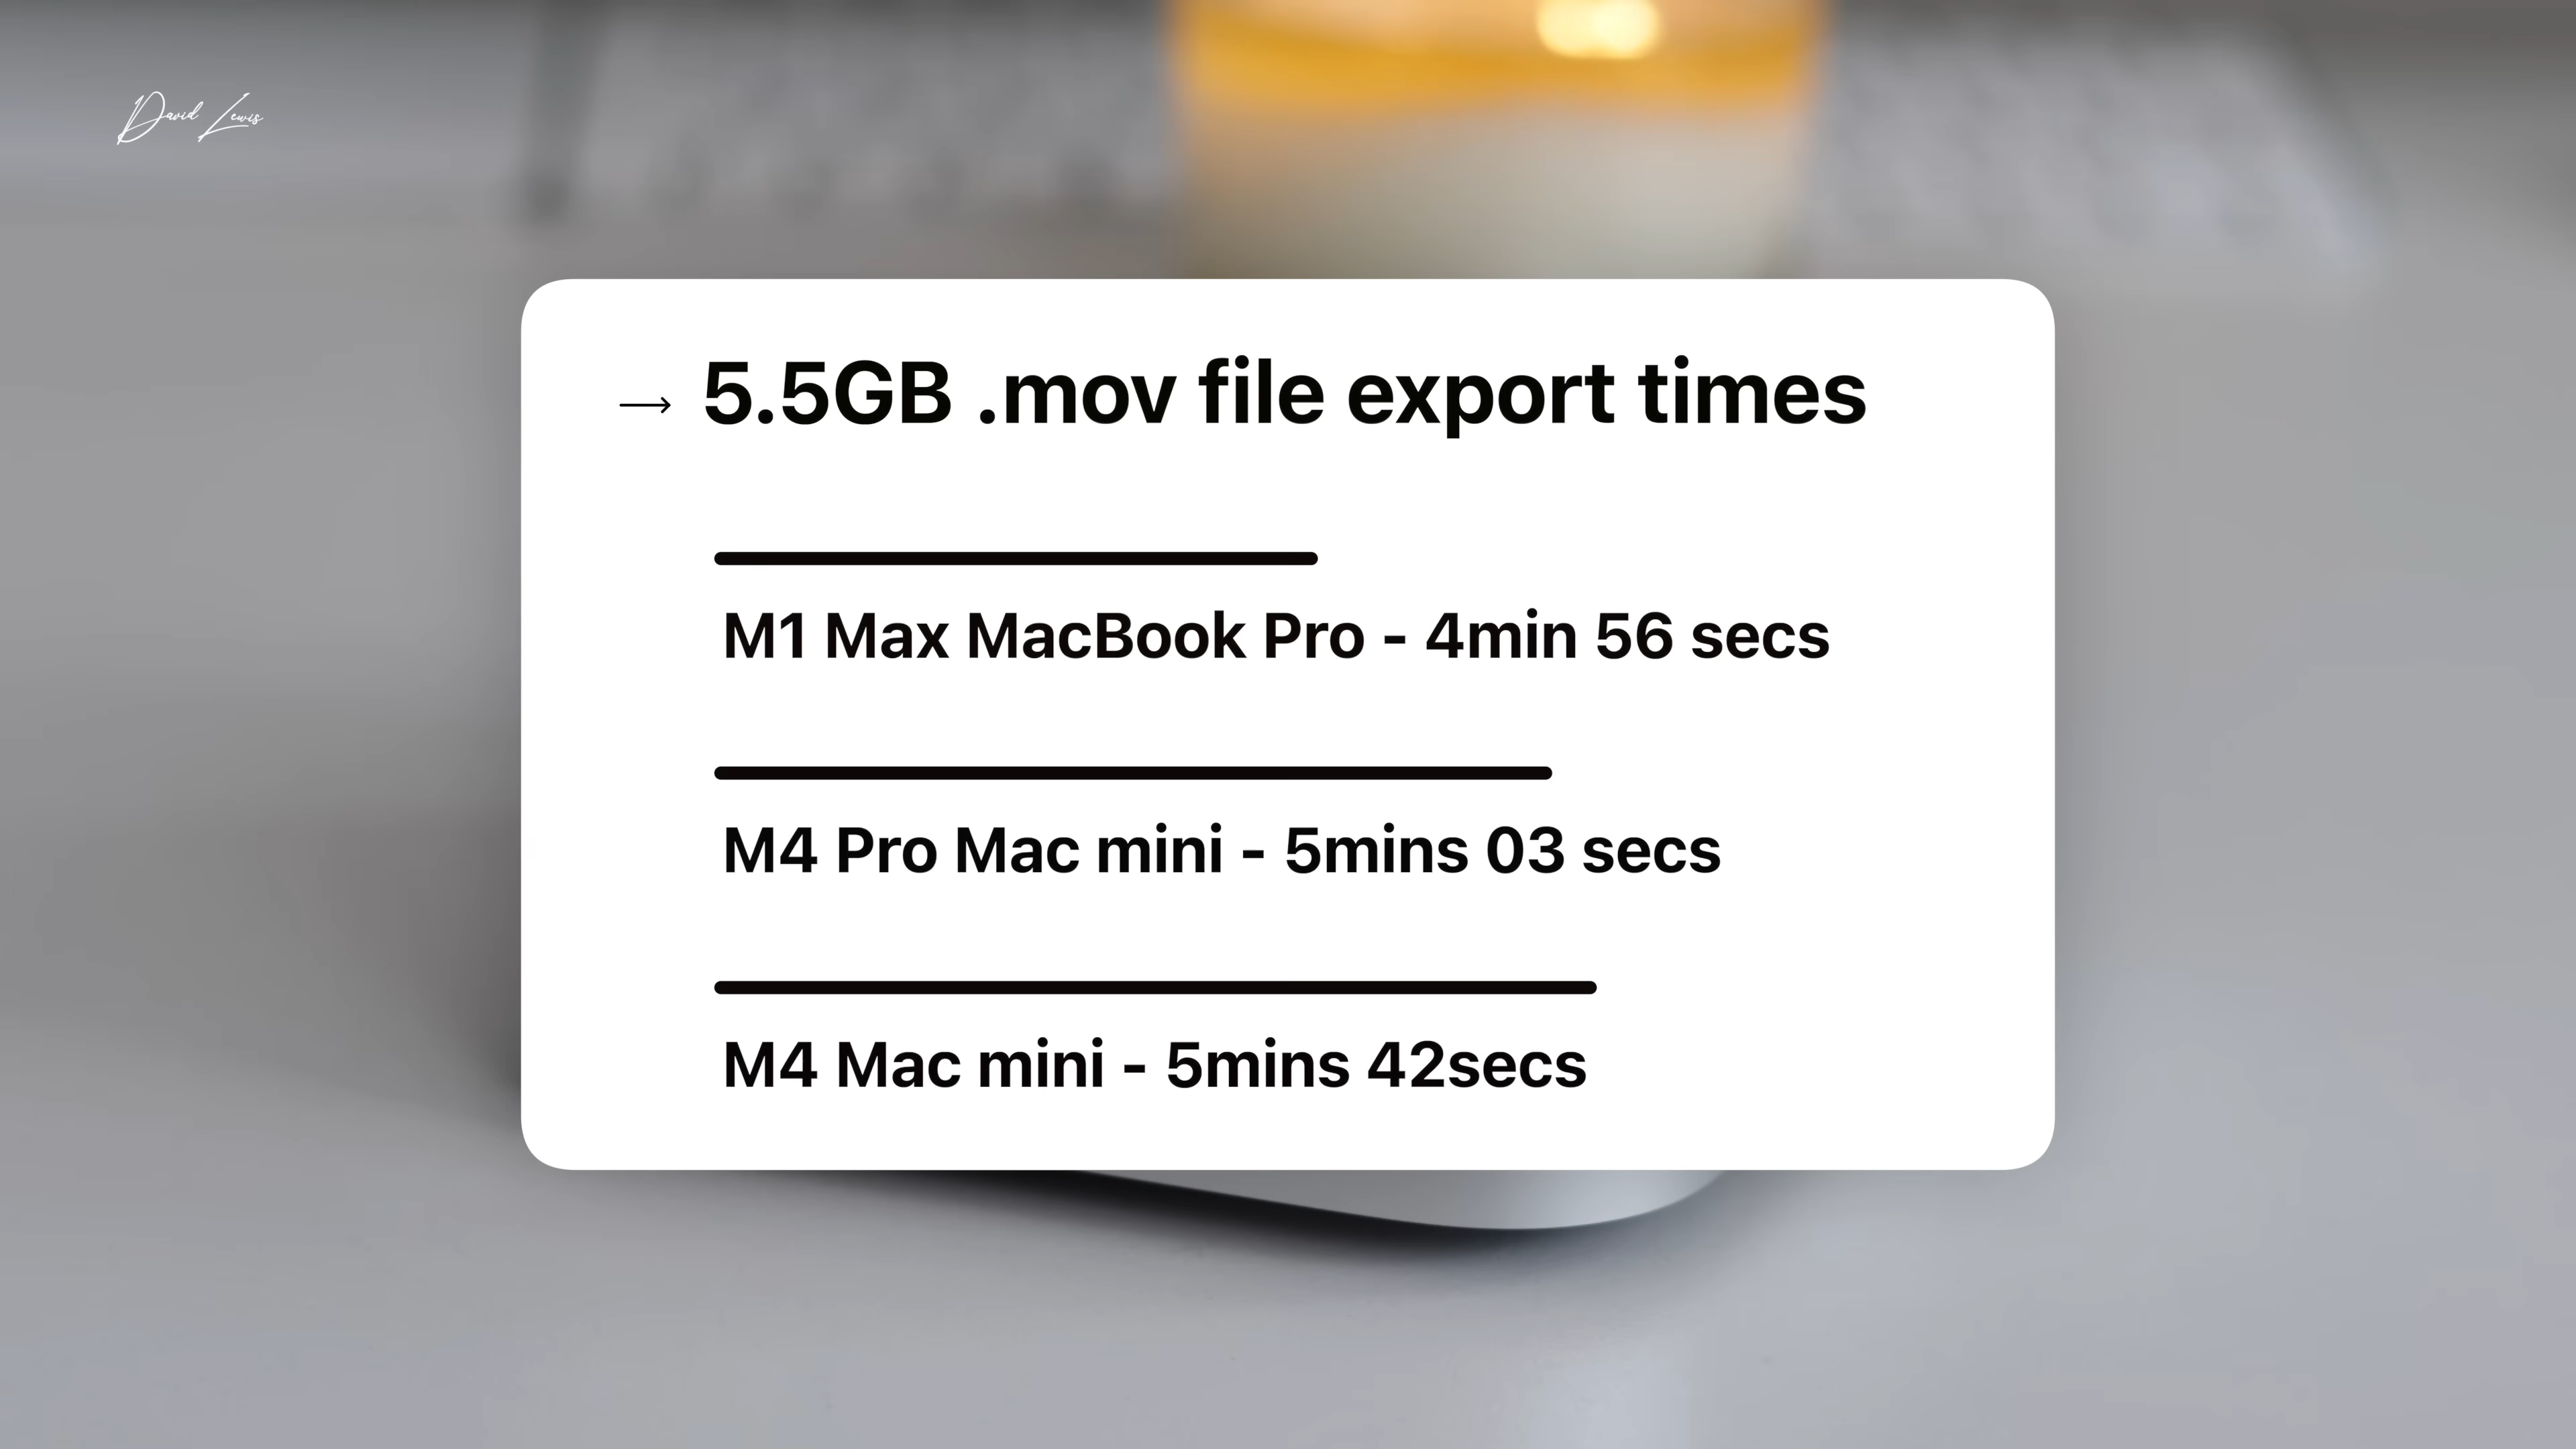 David Lewis
→ 5.5GB .mov file export times
M1 Max MacBook Pro - 4min 56 secs
M4 Pro Mac mini - 5mins 03 secs
M4 Mac mini - 5mins 42secs